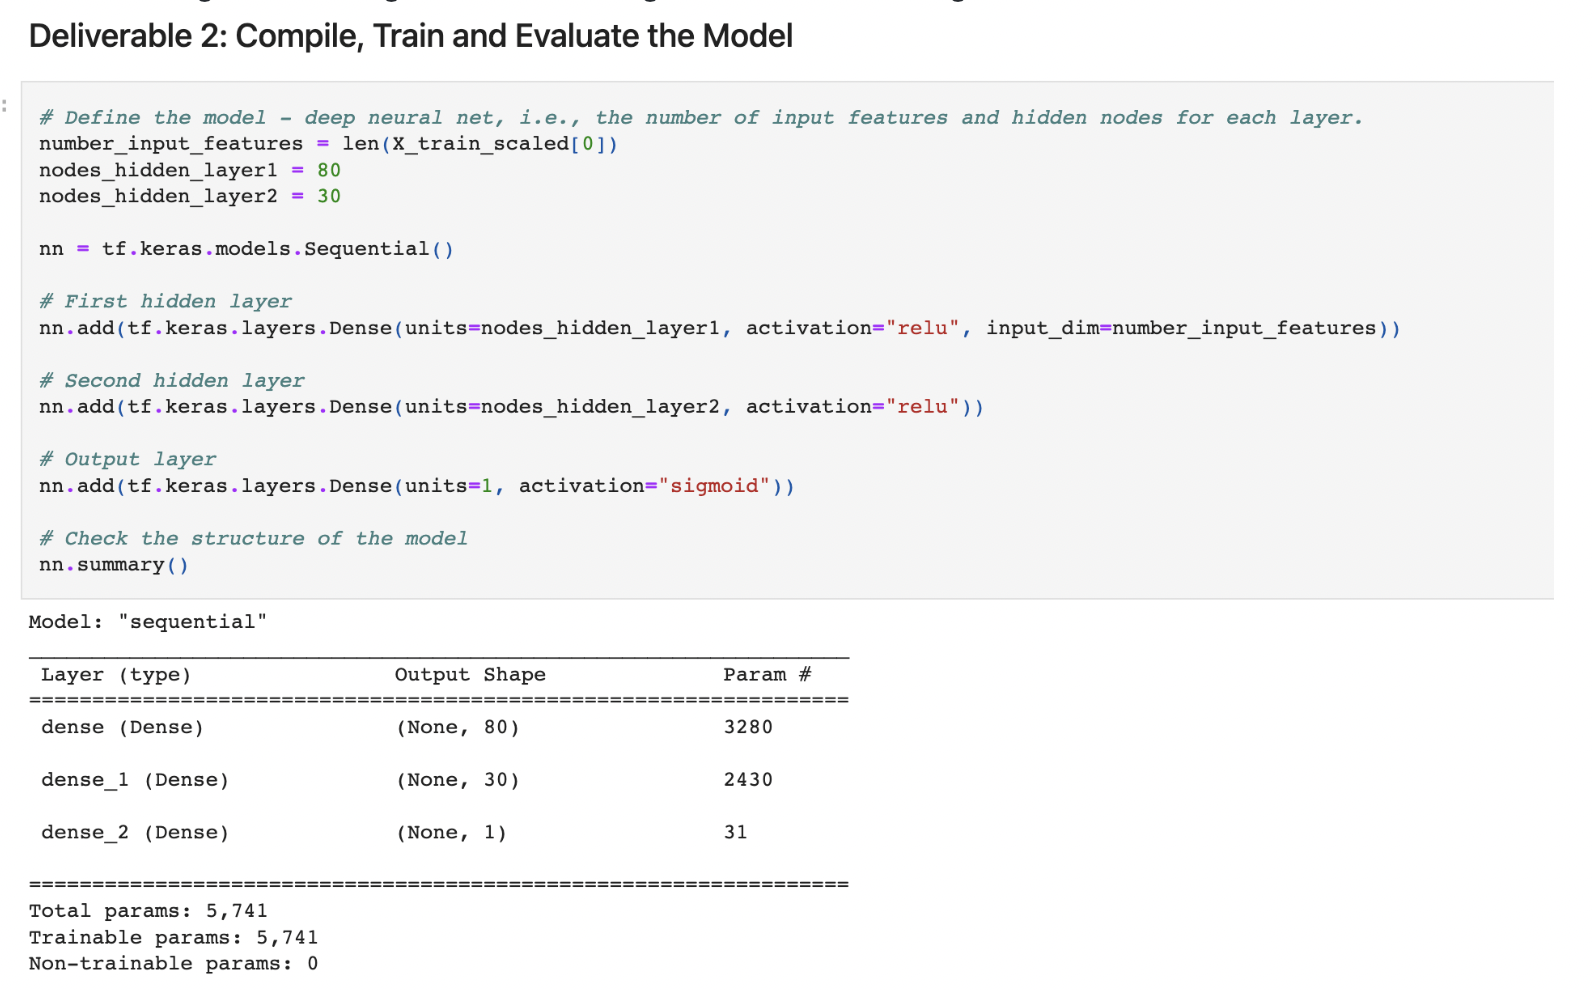 Deliverable 2: Compile, Train and Evaluate the Model
:
# Define the model - deep neural net, i.e., the number of input features and hidden nodes for each layer.
number_input_features = len(X_train_scaled[0])
nodes_hidden_layer1 = 80
nodes_hidden_layer2 = 30
nn = tf.keras.models.Sequential()
# First hidden layer
nn.add(tf.keras.layers.Dense(units=nodes_hidden_layer1, activation="relu", input_dim=number_input_features))
# Second hidden layer
nn.add(tf.keras.layers.Dense(units=nodes_hidden_layer2, activation="relu"))
# Output layer
nn.add(tf.keras.layers.Dense(units=1, activation="sigmoid"))
# Check the structure of the model
nn.summary()
Model: "sequential"
_________________________________________________________________
Layer (type) Output Shape Param #
=================================================================
dense (Dense) (None, 80) 3280
dense_1 (Dense) (None, 30) 2430
dense_2 (Dense) (None, 1) 31
=================================================================
Total params: 5,741
Trainable params: 5,741
Non-trainable params: 0